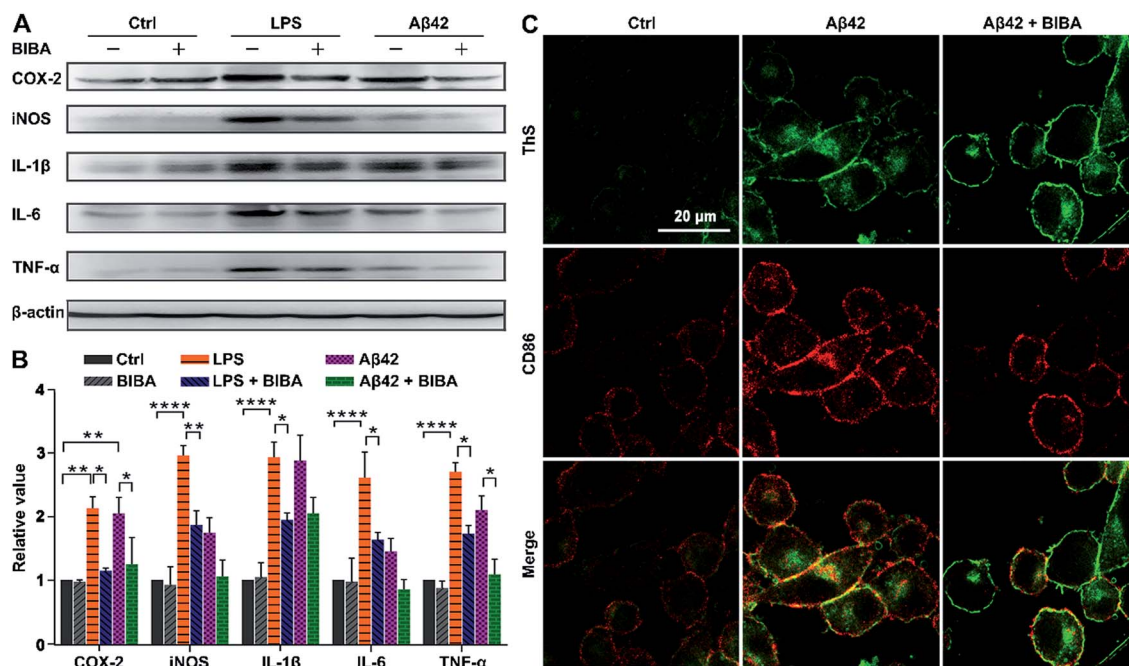 A
Ctrl LPS Aβ42
BIBA − + − + − +
COX-2
iNOS
IL-1β
IL-6
TNF-α
β-actin
B
Ctrl LPS Aβ42
BIBA LPS + BIBA Aβ42 + BIBA
Relative value
4
3
2
1
0
** ** * *
**** **
**** *
**** *
**** * *
COX-2 iNOS IL-1β IL-6 TNF-α
C
Ctrl Aβ42 Aβ42 + BIBA
ThS
20 μm
CD86
Merge